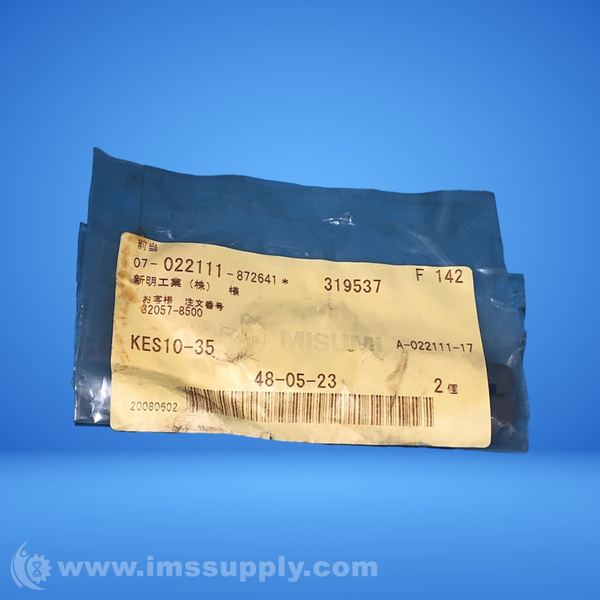 前当
07-022111-872641*
319537
F 142
新明工業(株) 様
お客様 注文番号
32057-8500
MISUMI
KES10-35
A-022111-17
48-05-23
2個
20080602
www.imssupply.com